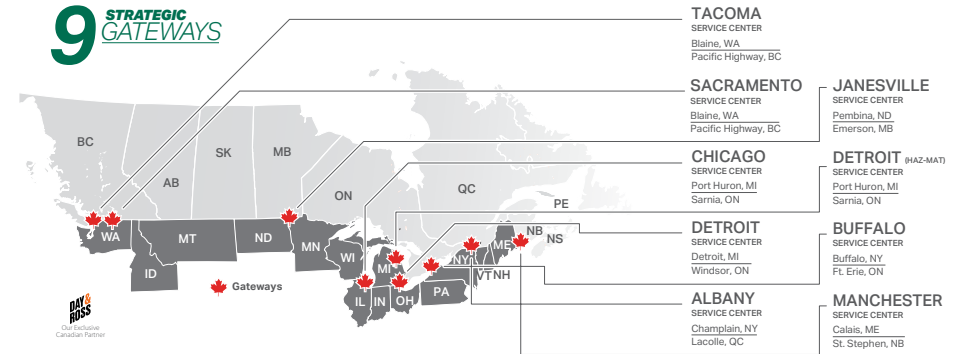 9 STRATEGIC
GATEWAYS
TACOMA
SERVICE CENTER
Blaine, WA
Pacific Highway, BC
SACRAMENTO
SERVICE CENTER
Blaine, WA
Pacific Highway, BC
JANESVILLE
SERVICE CENTER
Pembina, ND
Emerson, MB
CHICAGO
SERVICE CENTER
Port Huron, MI
Sarnia, ON
DETROIT (HAZ-MAT)
SERVICE CENTER
Port Huron, MI
Sarnia, ON
DETROIT
SERVICE CENTER
Detroit, MI
Windsor, ON
BUFFALO
SERVICE CENTER
Buffalo, NY
Ft. Erie, ON
ALBANY
SERVICE CENTER
Champlain, NY
Lacolle, QC
MANCHESTER
SERVICE CENTER
Calais, ME
St. Stephen, NB
BC
AB
SK
MB
ON
QC
PE
NB
NS
WA
MT
ID
ND
MN
WI
MI
IL
IN
OH
PA
NY
VT
NH
ME
Gateways
DAY &
ROSS
Our Exclusive
Canadian Partner